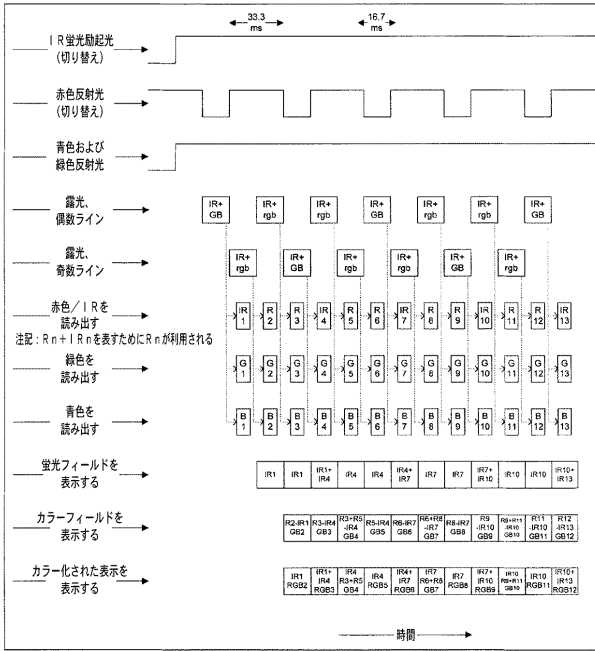 33.3 ms
16.7 ms
IR蛍光励起光
(切り替え)
赤色反射光
(切り替え)
青色および
緑色反射光
露光、
偶数ライン
IR+ GB
IR+ rgb
IR+ rgb
IR+ GB
IR+ rgb
IR+ rgb
IR+ GB
露光、
奇数ライン
IR+ rgb
IR+ GB
IR+ rgb
IR+ rgb
IR+ GB
IR+ rgb
赤色/IRを
読み出す
IR 1
R 2
R 3
IR 4
R 5
R 6
IR 7
R 8
R 9
IR 10
R 11
R 12
IR 13
注記:Rn+IRnを表すためにRnが利用される
緑色を
読み出す
G 1
G 2
G 3
G 4
G 5
G 6
G 7
G 8
G 9
G 10
G11
G 12
G 13
青色を
読み出す
B 1
B 2
B 3
B 4
B 5
B 6
B 7
B 8
B 9
B 10
B 11
B 12
B 13
蛍光フィールドを
表示する
IR1
IR1
IR1+ IR4
IR4
IR4
IR4+ IR7
IR7
IR7
IR7+ IR10
IR10
IR10
IR10+ IR13
カラーフィールドを
表示する
R2-IR1 GB2
R3-IR4 GB3
R3+R5 -IR4 GB4
R5-IR4 GB5
R6-IR7 GB6
R6+R8 -IR7 GB7
R8-IR7 GB8
R9 -IR10 GB9
R9+R11 -IR10 GB10
R11 -IR10 GB11
R12 -IR13 GB12
カラー化された表示を
表示する
IR1 RGB2
IR1+ IR4 RGB3
IR4 R3+R5 GB4
IR4 RGB5
IR4+ IR7 RGB6
IR7 R6+R8 GB7
IR7 RGB8
IR7+ IR10 RGB9
IR10 R9+R11 GB10
IR10 RGB11
IR10+ IR13 RGB12
時間